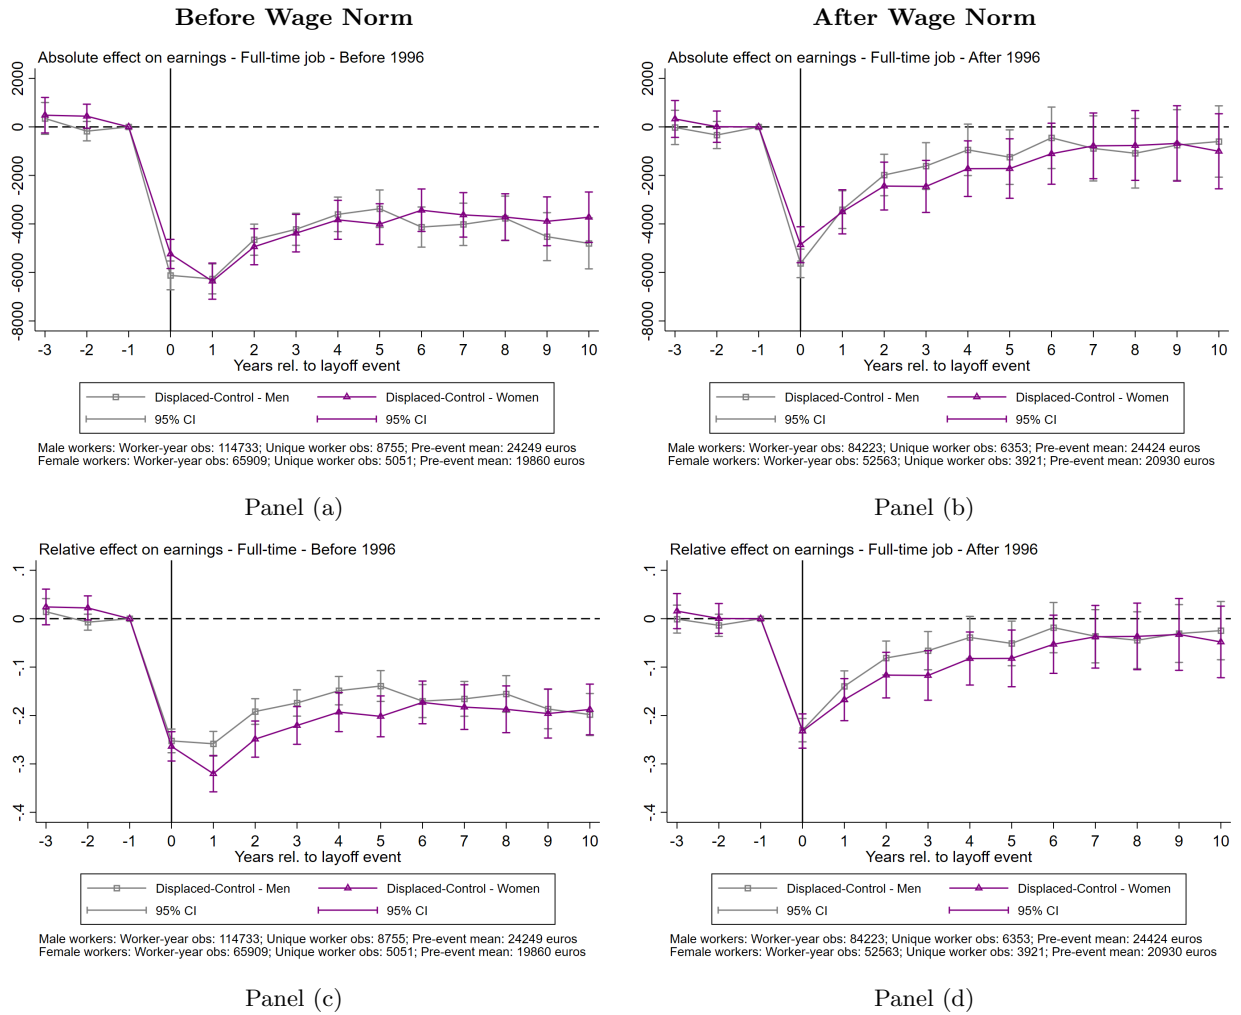 Before Wage Norm
After Wage Norm
Absolute effect on earnings - Full-time job - Before 1996
2000
0
-2000
-4000
-6000
-8000
-3 -2 -1 0 1 2 3 4 5 6 7 8 9 10
Years rel. to layoff event
Displaced-Control - Men
Displaced-Control - Women
95% CI
95% CI
Male workers: Worker-year obs: 114733; Unique worker obs: 8755; Pre-event mean: 24249 euros
Female workers: Worker-year obs: 65909; Unique worker obs: 5051; Pre-event mean: 19860 euros
Panel (a)
Absolute effect on earnings - Full-time job - After 1996
2000
0
-2000
-4000
-6000
-8000
-3 -2 -1 0 1 2 3 4 5 6 7 8 9 10
Years rel. to layoff event
Displaced-Control - Men
Displaced-Control - Women
95% CI
95% CI
Male workers: Worker-year obs: 84223; Unique worker obs: 6353; Pre-event mean: 24424 euros
Female workers: Worker-year obs: 52563; Unique worker obs: 3921; Pre-event mean: 20930 euros
Panel (b)
Relative effect on earnings - Full-time - Before 1996
.1
0
-.1
-.2
-.3
-.4
-3 -2 -1 0 1 2 3 4 5 6 7 8 9 10
Years rel. to layoff event
Displaced-Control - Men
Displaced-Control - Women
95% CI
95% CI
Male workers: Worker-year obs: 114733; Unique worker obs: 8755; Pre-event mean: 24249 euros
Female workers: Worker-year obs: 65909; Unique worker obs: 5051; Pre-event mean: 19860 euros
Panel (c)
Relative effect on earnings - Full-time job - After 1996
.1
0
-.1
-.2
-.3
-.4
-3 -2 -1 0 1 2 3 4 5 6 7 8 9 10
Years rel. to layoff event
Displaced-Control - Men
Displaced-Control - Women
95% CI
95% CI
Male workers: Worker-year obs: 84223; Unique worker obs: 6353; Pre-event mean: 24424 euros
Female workers: Worker-year obs: 52563; Unique worker obs: 3921; Pre-event mean: 20930 euros
Panel (d)